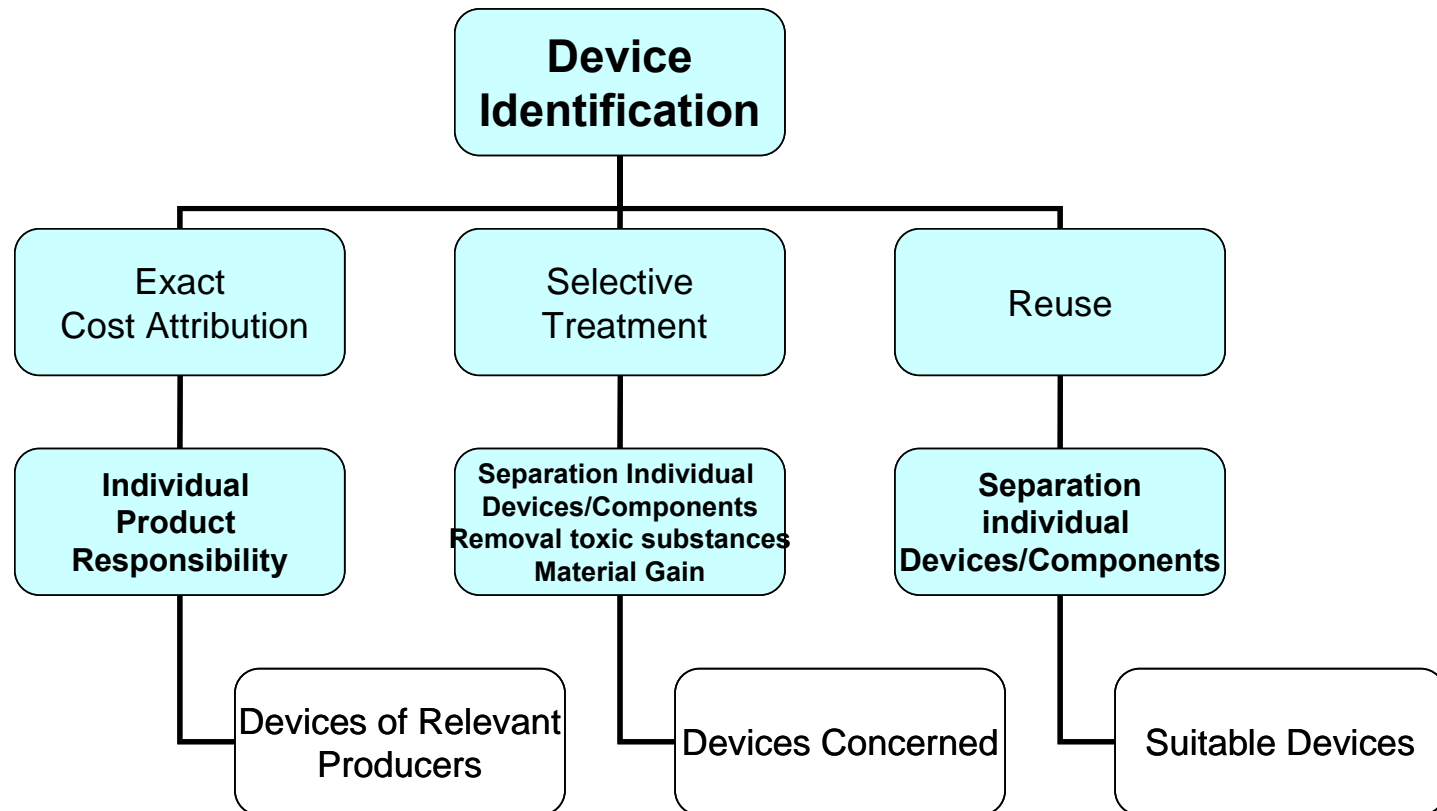 Device
Identification
Exact
Cost Attribution
Selective
Treatment
Reuse
Individual
Product
Responsibility
Separation Individual
Devices/Components
Removal toxic substances
Material Gain
Separation
individual
Devices/Components
Devices of Relevant
Producers
Devices Concerned
Suitable Devices